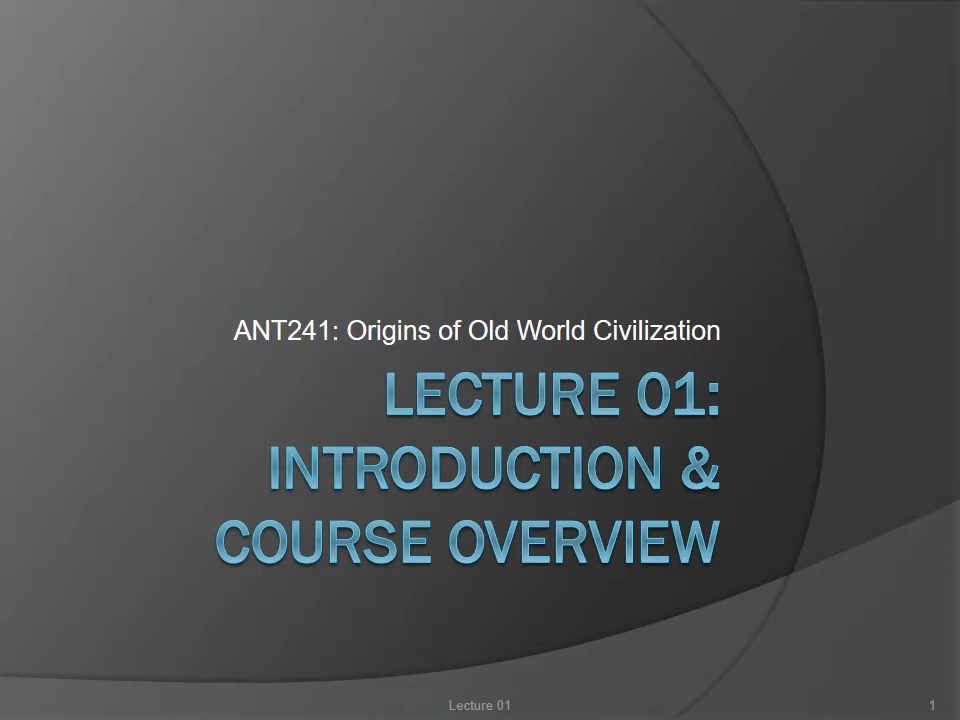 ANT241: Origins of Old World Civilization
LECTURE 01:
INTRODUCTION &
COURSE OVERVIEW
Lecture 01
1